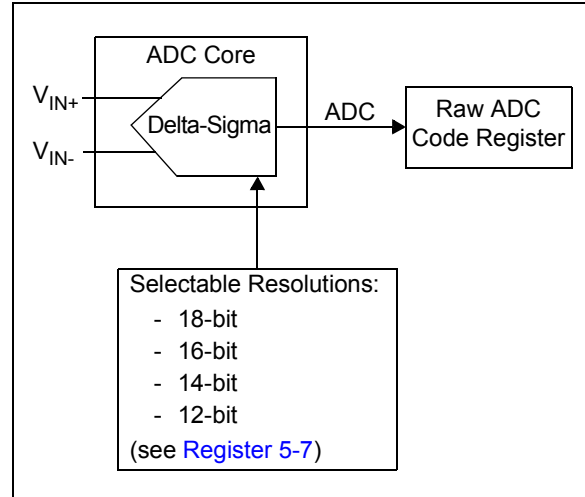 ADC Core
VIN+
VIN-
Delta-Sigma
ADC
Raw ADC
Code Register
Selectable Resolutions:
- 18-bit
- 16-bit
- 14-bit
- 12-bit
(see Register 5-7)